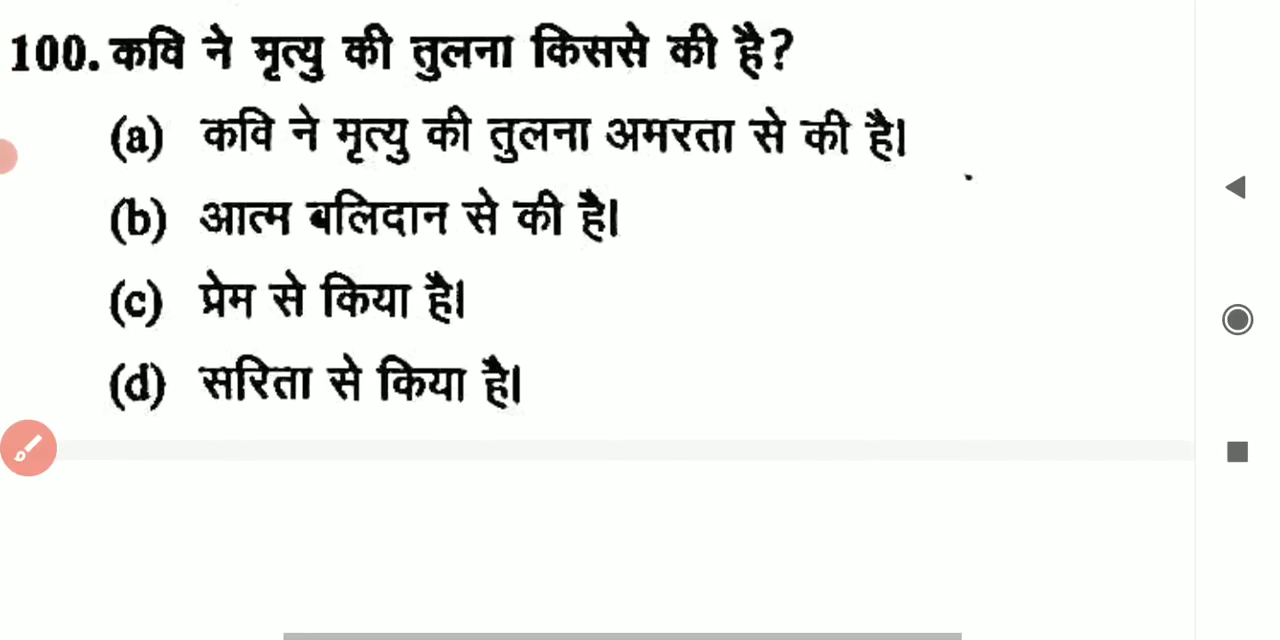 100. कवि ने मृत्यु की तुलना किससे की है?
(a) कवि ने मृत्यु की तुलना अमरता से की है।
(b) आत्म बलिदान से की है।
(c) प्रेम से किया है।
(d) सरिता से किया है।